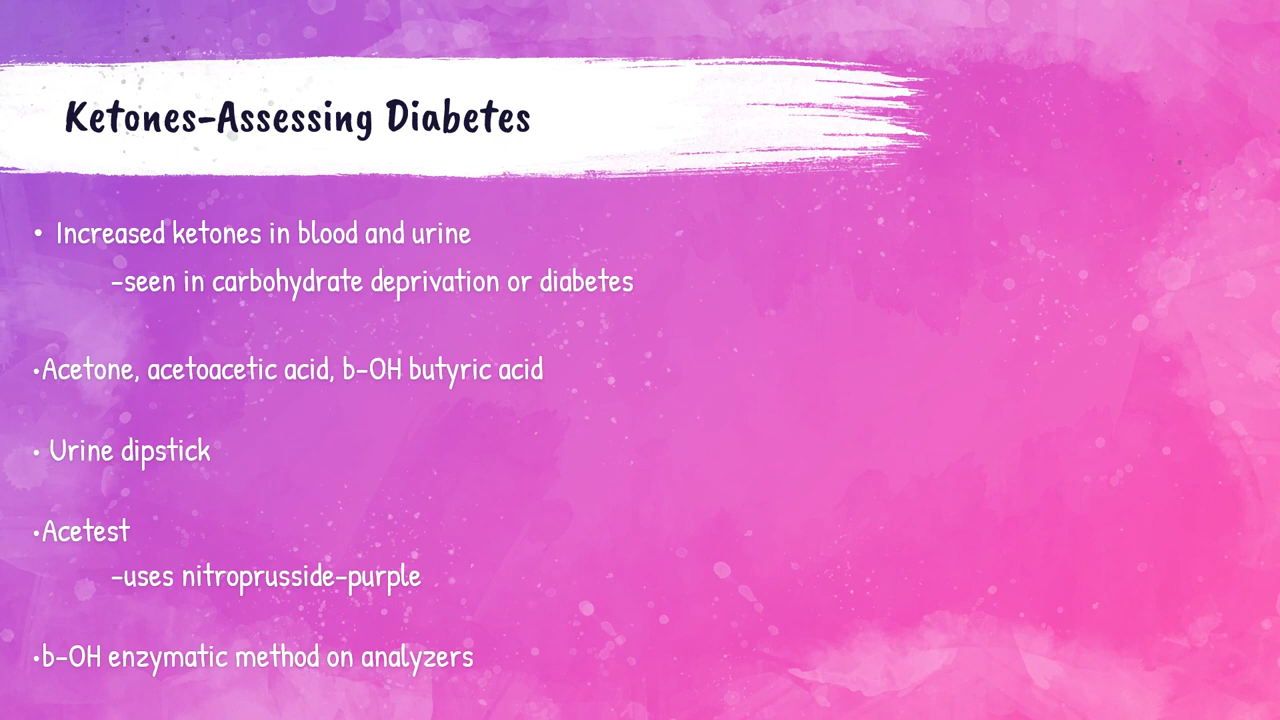 Ketones-Assessing Diabetes
• Increased ketones in blood and urine
-seen in carbohydrate deprivation or diabetes
•Acetone, acetoacetic acid, b-OH butyric acid
• Urine dipstick
•Acetest
-uses nitroprusside-purple
•b-OH enzymatic method on analyzers